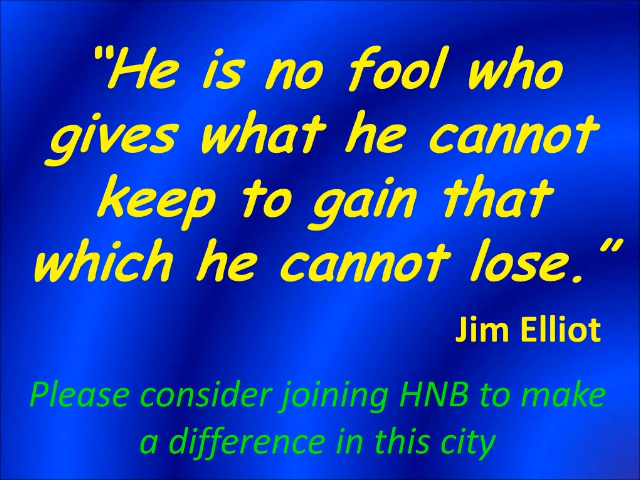 “He is no fool who
gives what he cannot
keep to gain that
which he cannot lose.”
Jim Elliot
Please consider joining HNB to make
a difference in this city